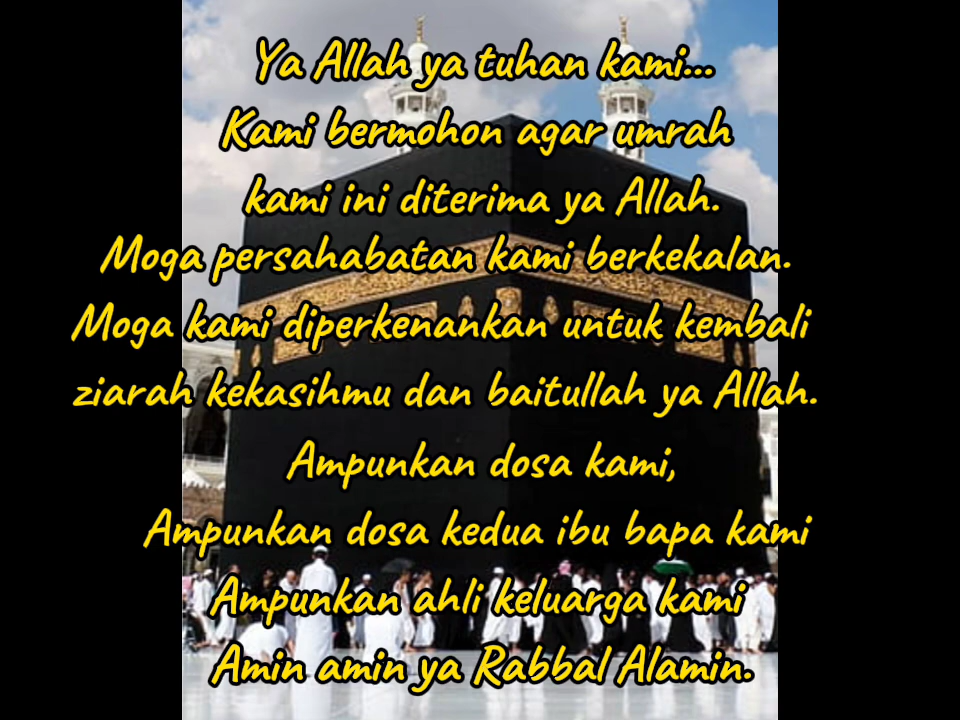 Ya Allah ya tuhan kami...
Kami bermohon agar umrah
kami ini diterima ya Allah.
Moga persahabatan kami berkekalan.
Moga kami diperkenankan untuk kembali
ziarah kekasihmu dan baitullah ya Allah.
Ampunkan dosa kami,
Ampunkan dosa kedua ibu bapa kami
Ampunkan ahli keluarga kami
Amin amin ya Rabbal Alamin.